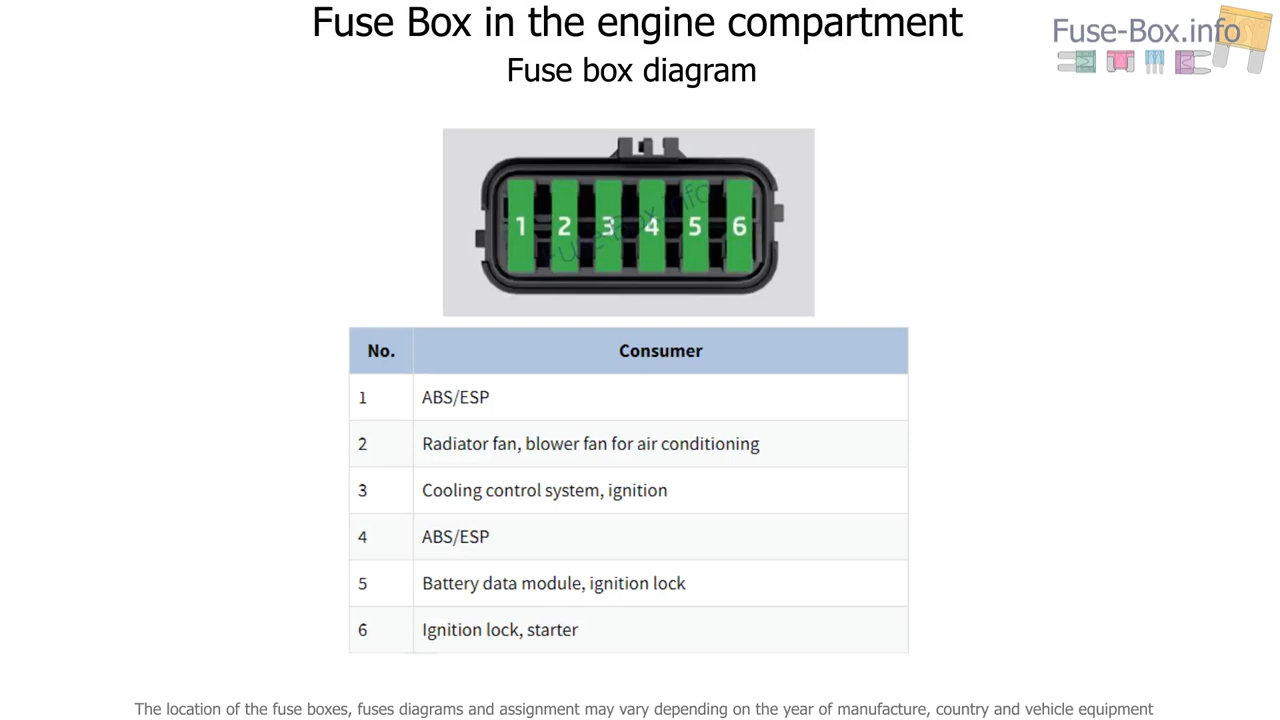 Fuse Box in the engine compartment
Fuse-Box.info
Fuse box diagram
1 2 3 4 5 6
Fuse-Box.info
No. Consumer
1 ABS/ESP
2 Radiator fan, blower fan for air conditioning
3 Cooling control system, ignition
4 ABS/ESP
5 Battery data module, ignition lock
6 Ignition lock, starter
The location of the fuse boxes, fuses diagrams and assignment may vary depending on the year of manufacture, country and vehicle equipment